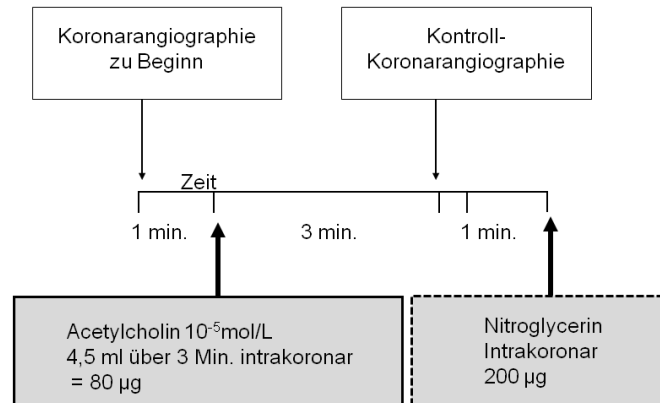 Koronarangiographie
zu Beginn
Kontroll-
Koronarangiographie
Zeit
1 min.
3 min.
1 min.
Acetylcholin 10⁻⁵mol/L
4,5 ml über 3 Min. intrakoronar
= 80 µg
Nitroglycerin
Intrakoronar
200 µg